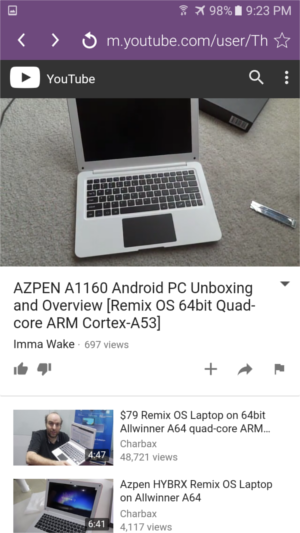 98% 9:23 PM
m.youtube.com/user/Th
YouTube
AZPEN A1160 Android PC Unboxing
and Overview [Remix OS 64bit Quad-
core ARM Cortex-A53]
Imma Wake · 697 views
$79 Remix OS Laptop on 64bit
Allwinner A64 quad-core ARM...
Charbax
48,721 views
4:47
Azpen HYBRX Remix OS Laptop
on Allwinner A64
Charbax
4,117 views
6:41